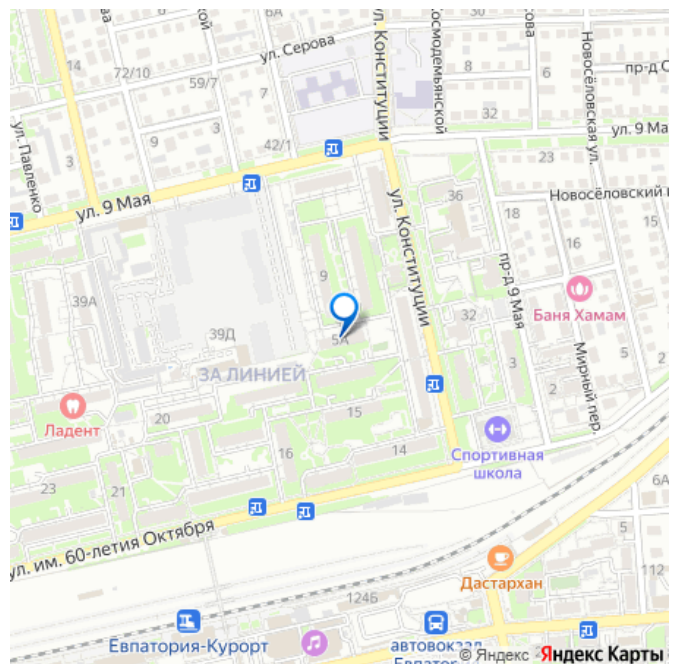 14
72/10
59/7
ул. Серова
7
9
3
42/1
3
ул. Павленко
ул. 9 Мая
ул. Конституции
8
6
32
пр-д
ул. 9 Ма
23
Новосёловская ул.
Новосёловский
36
18
16
15
ул. Конституции
пр-д 9 Мая
9
39А
39Д
5А
32
Баня Хамам
3
2
2
Мирный пер.
ЗА ЛИНИЕЙ
Ладент
20
15
16
14
Спортивная
школа
23
21
6А
5
ул. им. 60-летия Октября
Дастархан
112
124Б
Евпатория-Курорт
автовокзал
© Яндекс Яндекс Карты